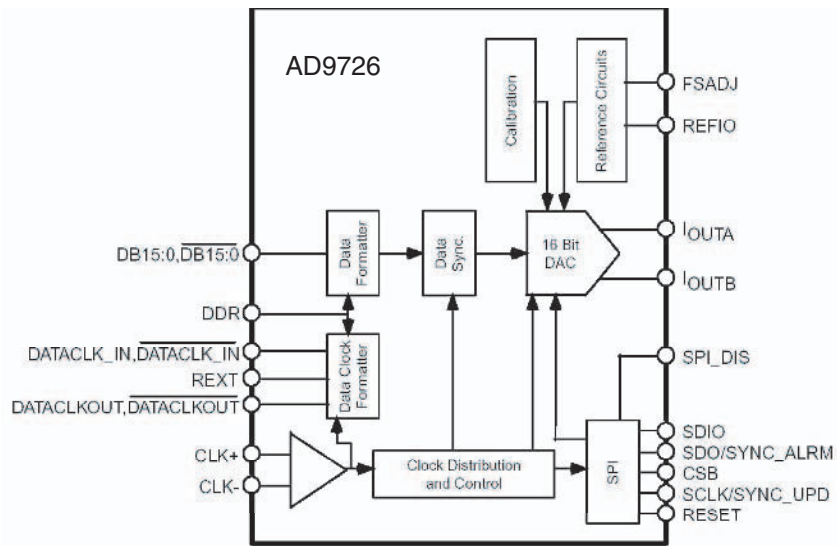 AD9726
Calibration
Reference Circuits
FSADJ
REFIO
DB15:0,DB15:0
Data
Formatter
Data
Sync.
16 Bit
DAC
IOUTA
IOUTB
DDR
DATACLK_IN,DATACLK_IN
REXT
DATACLKOUT,DATACLKOUT
Data Clock
Formatter
SPI_DIS
CLK+
CLK-
Clock Distribution
and Control
SPI
SDIO
SDO/SYNC_ALRM
CSB
SCLK/SYNC_UPD
RESET